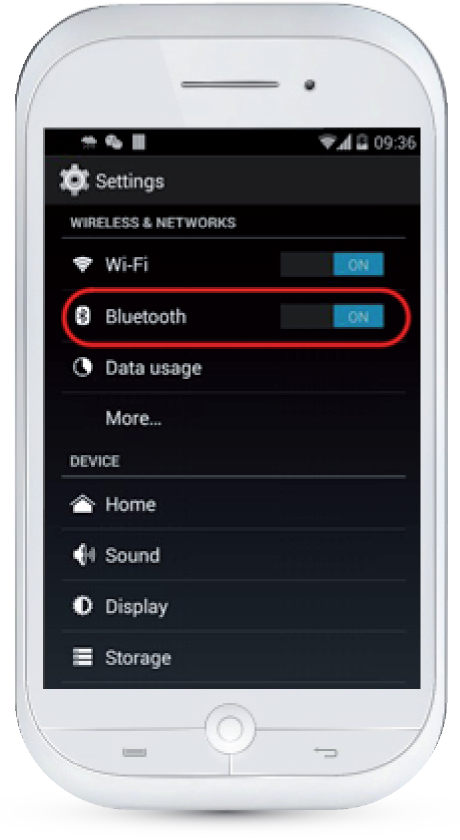 09:36
Settings
WIRELESS & NETWORKS
Wi-Fi ON
Bluetooth ON
Data usage
More...
DEVICE
Home
Sound
Display
Storage